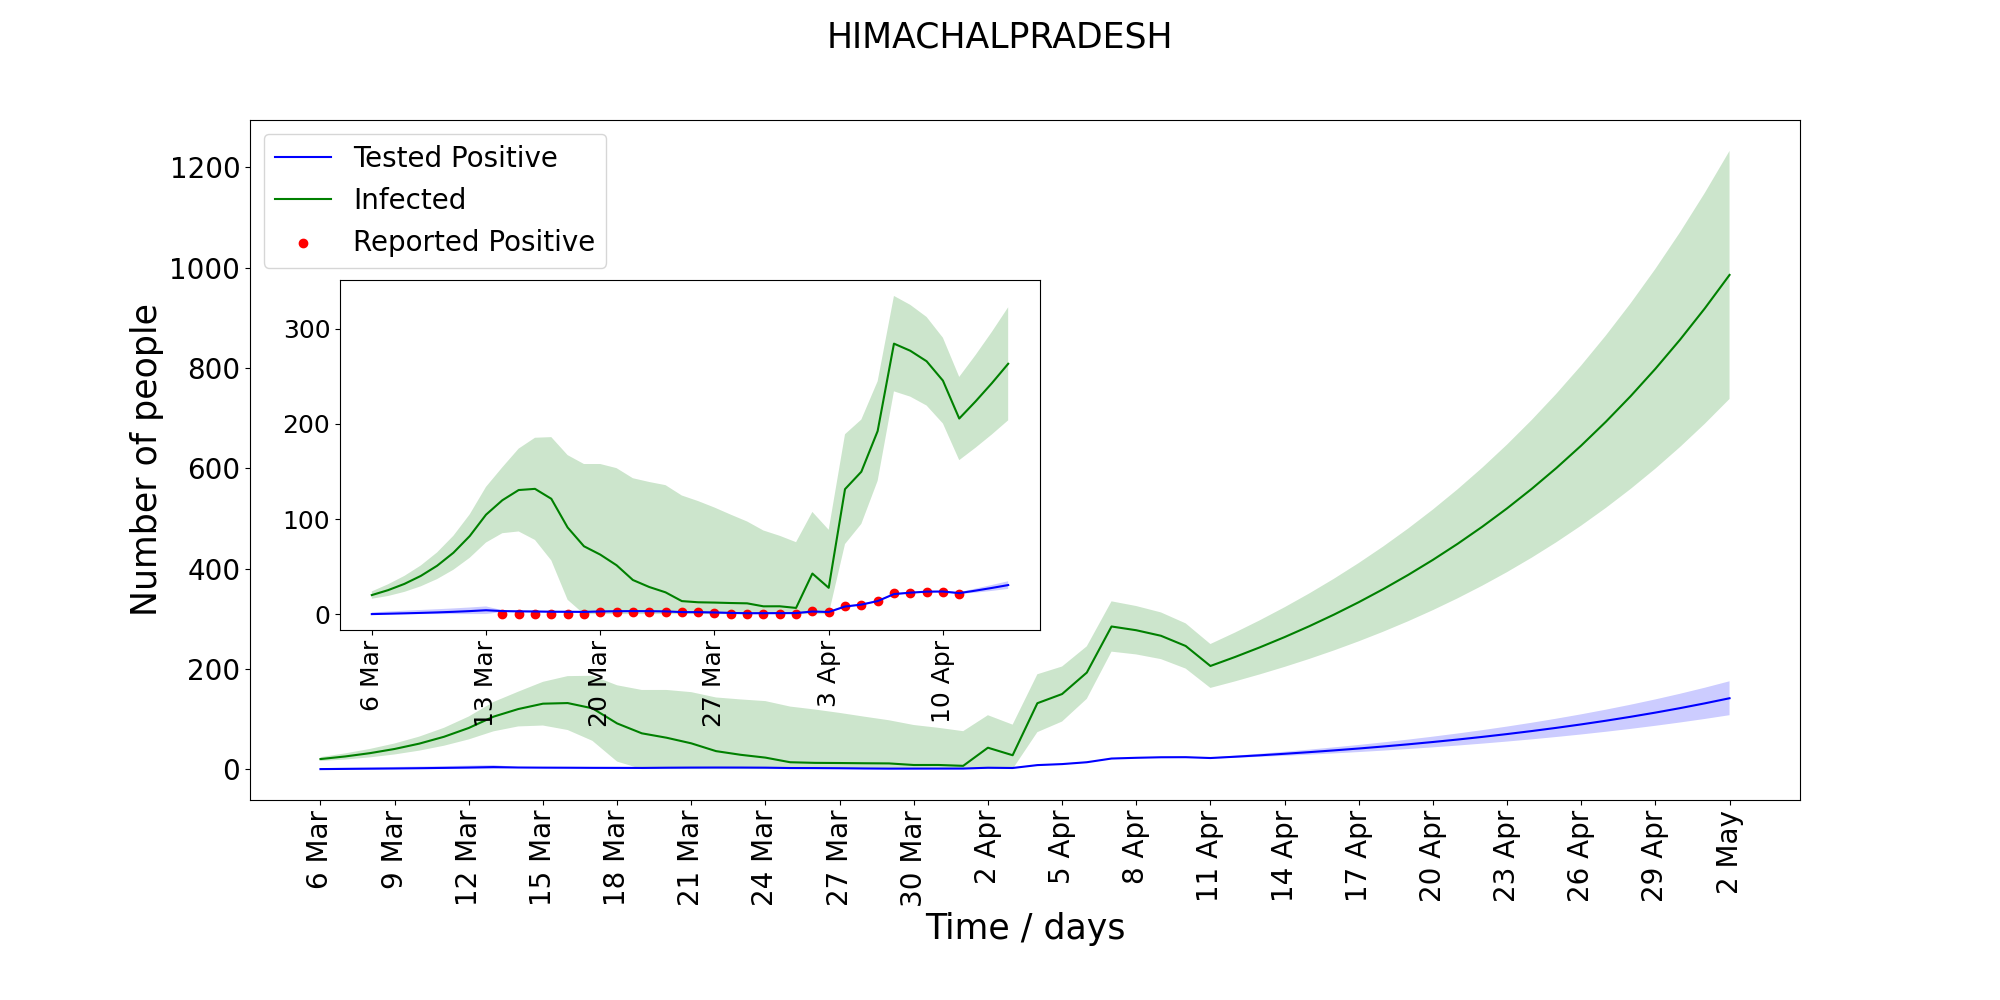 HIMACHALPRADESH
Tested Positive
Infected
Reported Positive
Number of people
1200
1000
800
600
400
200
0
300
200
100
0
6 Mar
13 Mar
20 Mar
27 Mar
3 Apr
10 Apr
6 Mar
9 Mar
12 Mar
15 Mar
18 Mar
21 Mar
24 Mar
27 Mar
30 Mar
2 Apr
5 Apr
8 Apr
11 Apr
14 Apr
17 Apr
20 Apr
23 Apr
26 Apr
29 Apr
2 May
Time / days